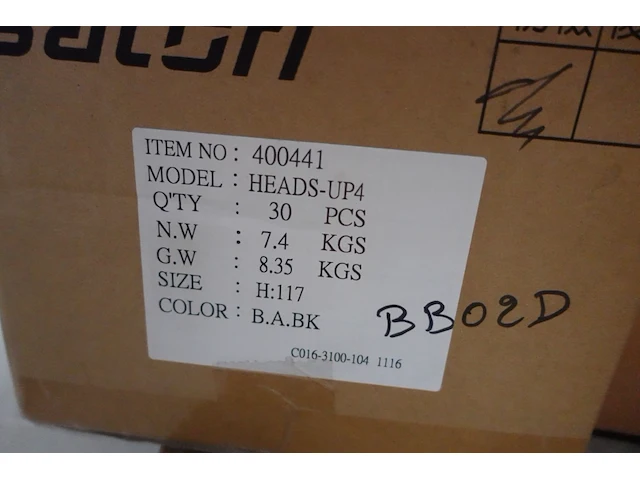 satori
ITEM NO : 400441
MODEL : HEADS-UP4
Q'TY : 30 PCS
N.W : 7.4 KGS
G.W : 8.35 KGS
SIZE : H:117
COLOR : B.A.BK
BB02D
C016-3100-104 1116